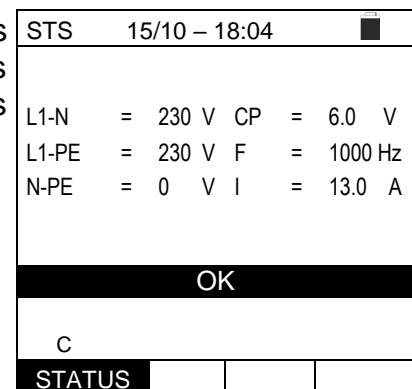 STS 15/10 – 18:04
s
s
s
L1-N = 230 V CP = 6.0 V
L1-PE = 230 V F = 1000 Hz
N-PE = 0 V I = 13.0 A
OK
C
STATUS